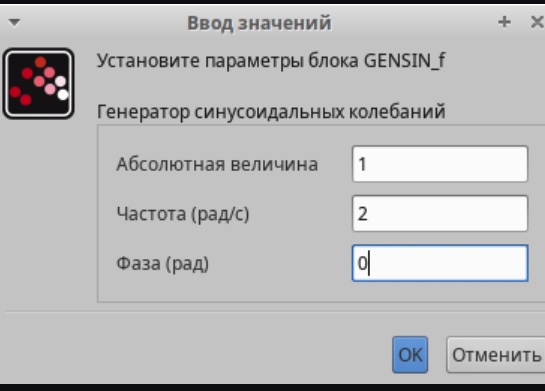 Ввод значений
Установите параметры блока GENSIN_f
Генератор синусоидальных колебаний
Абсолютная величина 1
Частота (рад/с) 2
Фаза (рад) 0
OK Отменить